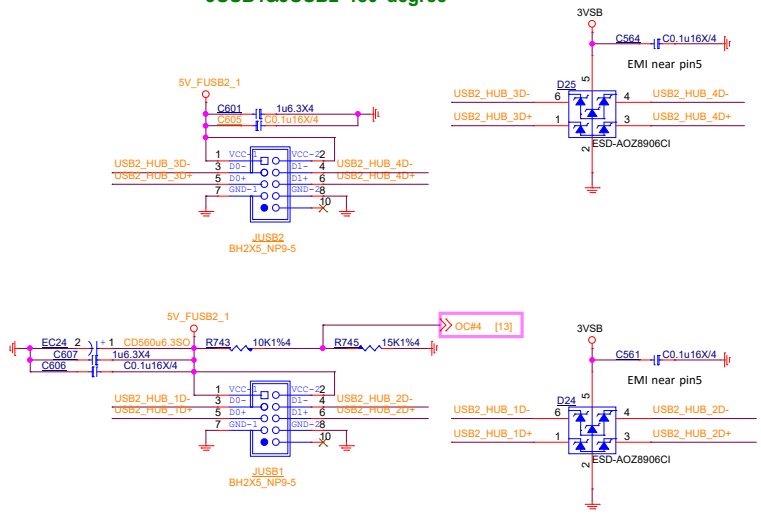 3VSB
C564
C0.1u16X/4
EMI near pin5
5V_FUSB2_1
C601
1u6.3X4
C605
C0.1u16X/4
D25
5
USB2_HUB_3D-
6
4
USB2_HUB_4D-
USB2_HUB_3D+
1
3
USB2_HUB_4D+
2
ESD-AOZ8906CI
1
VCC-1
VCC-2
2
USB2_HUB_3D-
3
D0-
D1-
4
USB2_HUB_4D-
USB2_HUB_3D+
5
D0+
D1+
6
USB2_HUB_4D+
7
GND-1
GND-2
8
10
JUSB2
BH2X5_NP9-5
5V_FUSB2_1
OC#4 [13]
EC24
2
+
1
CD560u6.3SO
R743
10K1%4
R745
15K1%4
C607
1u6.3X4
C606
C0.1u16X/4
3VSB
C561
C0.1u16X/4
EMI near pin5
1
VCC-1
VCC-2
2
USB2_HUB_1D-
3
D0-
D1-
4
USB2_HUB_2D-
USB2_HUB_1D+
5
D0+
D1+
6
USB2_HUB_2D+
7
GND-1
GND-2
8
10
JUSB1
BH2X5_NP9-5
D24
5
USB2_HUB_1D-
6
4
USB2_HUB_2D-
USB2_HUB_1D+
1
3
USB2_HUB_2D+
2
ESD-AOZ8906CI